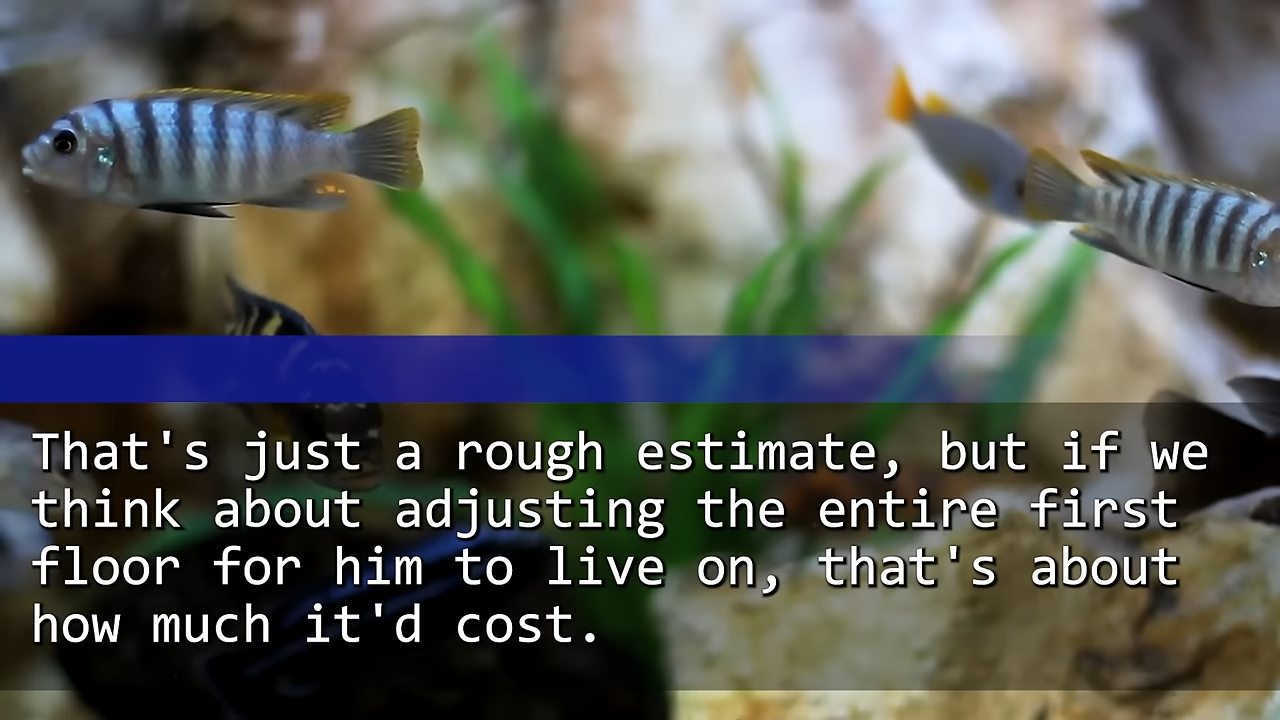 That's just a rough estimate, but if we
think about adjusting the entire first
floor for him to live on, that's about
how much it'd cost.